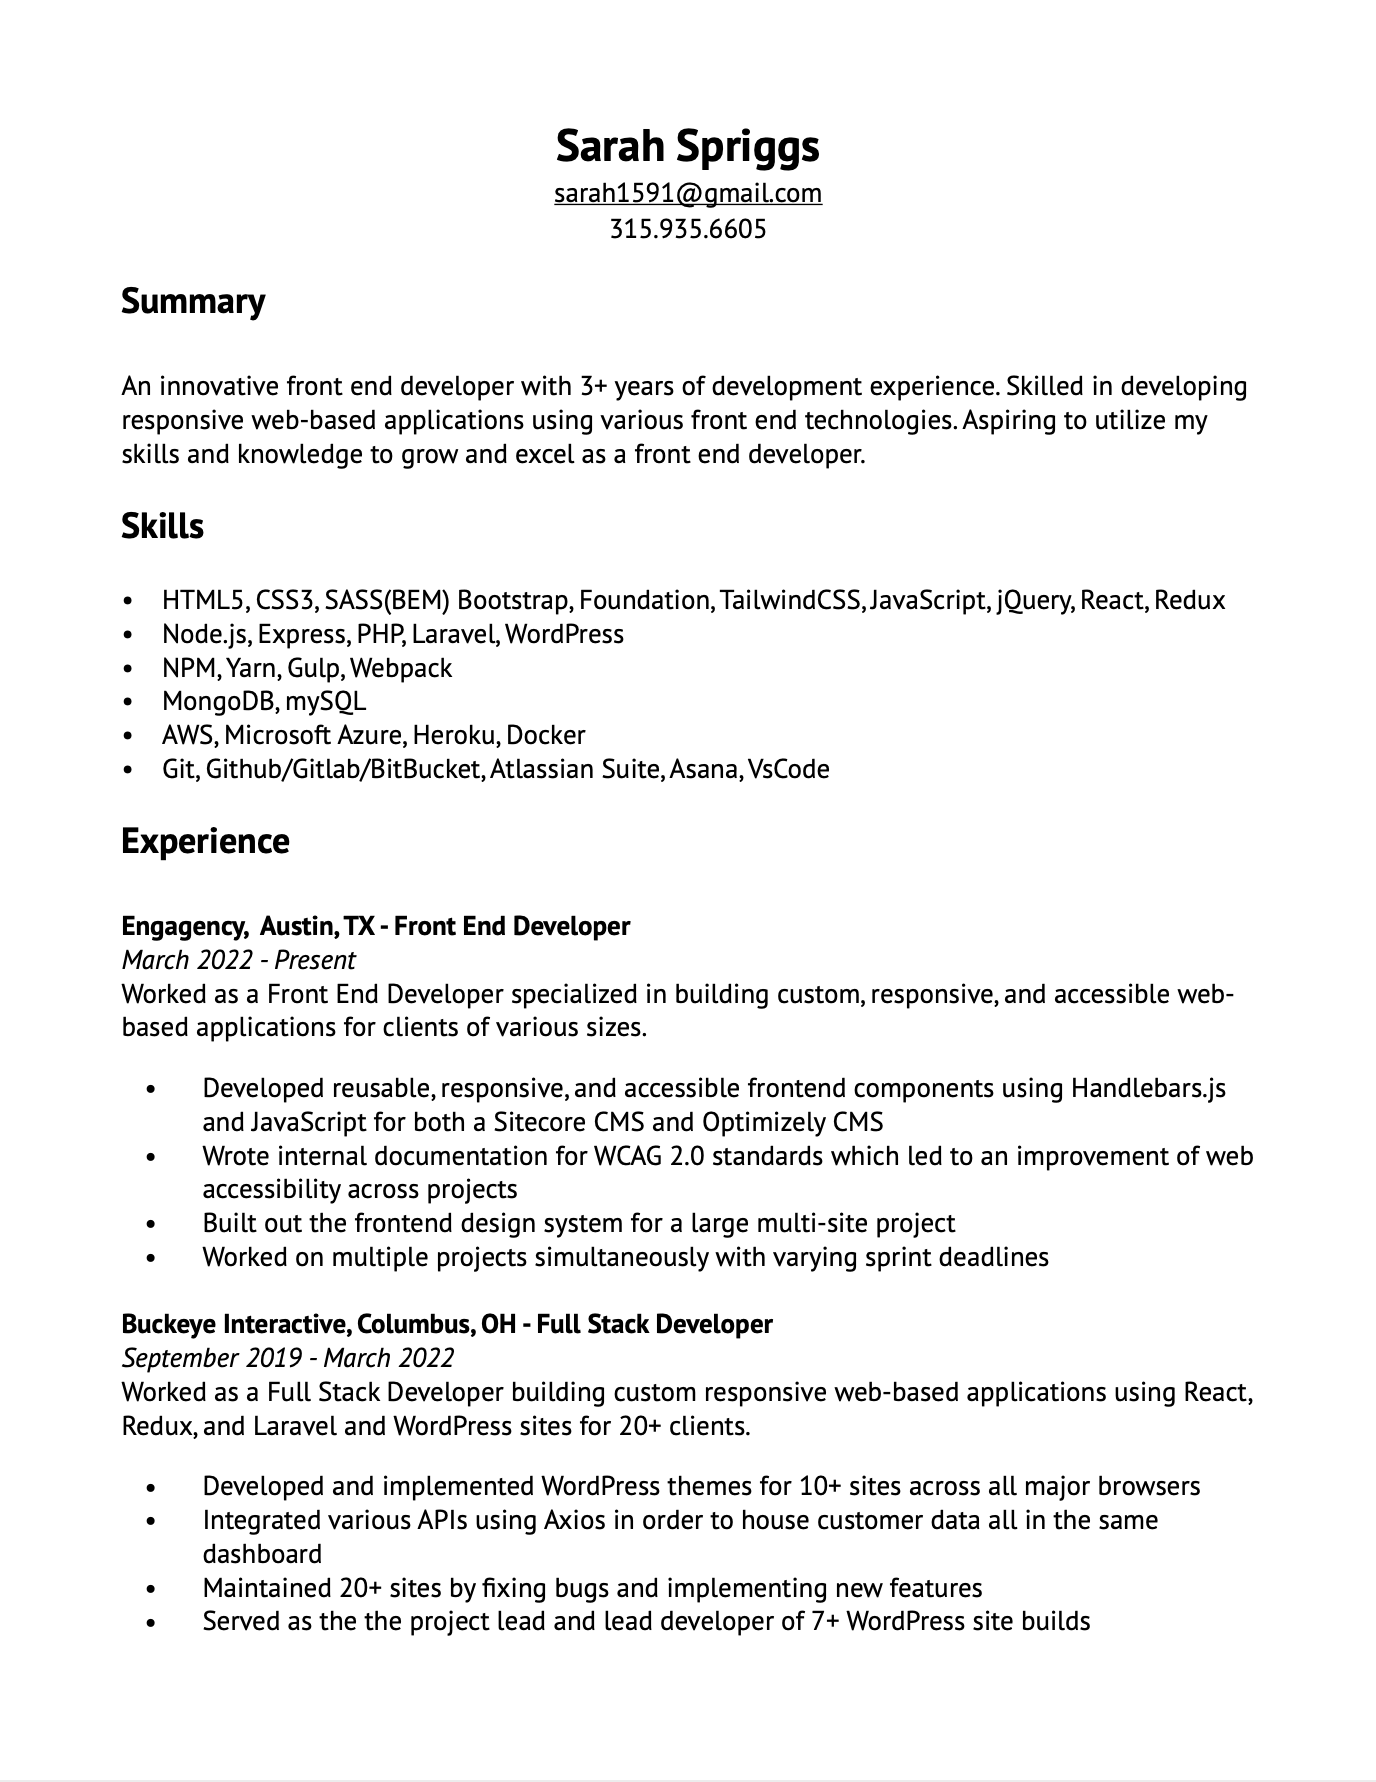 Sarah Spriggs
sarah1591@gmail.com
315.935.6605
Summary
An innovative front end developer with 3+ years of development experience. Skilled in developing
responsive web-based applications using various front end technologies. Aspiring to utilize my
skills and knowledge to grow and excel as a front end developer.
Skills
• HTML5, CSS3, SASS(BEM) Bootstrap, Foundation, TailwindCSS, JavaScript, jQuery, React, Redux
• Node.js, Express, PHP, Laravel, WordPress
• NPM, Yarn, Gulp, Webpack
• MongoDB, mySQL
• AWS, Microsoft Azure, Heroku, Docker
• Git, Github/Gitlab/BitBucket, Atlassian Suite, Asana, VsCode
Experience
Engagency, Austin, TX - Front End Developer
March 2022 - Present
Worked as a Front End Developer specialized in building custom, responsive, and accessible web-
based applications for clients of various sizes.
• Developed reusable, responsive, and accessible frontend components using Handlebars.js
and JavaScript for both a Sitecore CMS and Optimizely CMS
• Wrote internal documentation for WCAG 2.0 standards which led to an improvement of web
accessibility across projects
• Built out the frontend design system for a large multi-site project
• Worked on multiple projects simultaneously with varying sprint deadlines
Buckeye Interactive, Columbus, OH - Full Stack Developer
September 2019 - March 2022
Worked as a Full Stack Developer building custom responsive web-based applications using React,
Redux, and Laravel and WordPress sites for 20+ clients.
• Developed and implemented WordPress themes for 10+ sites across all major browsers
• Integrated various APIs using Axios in order to house customer data all in the same
dashboard
• Maintained 20+ sites by fixing bugs and implementing new features
• Served as the the project lead and lead developer of 7+ WordPress site builds